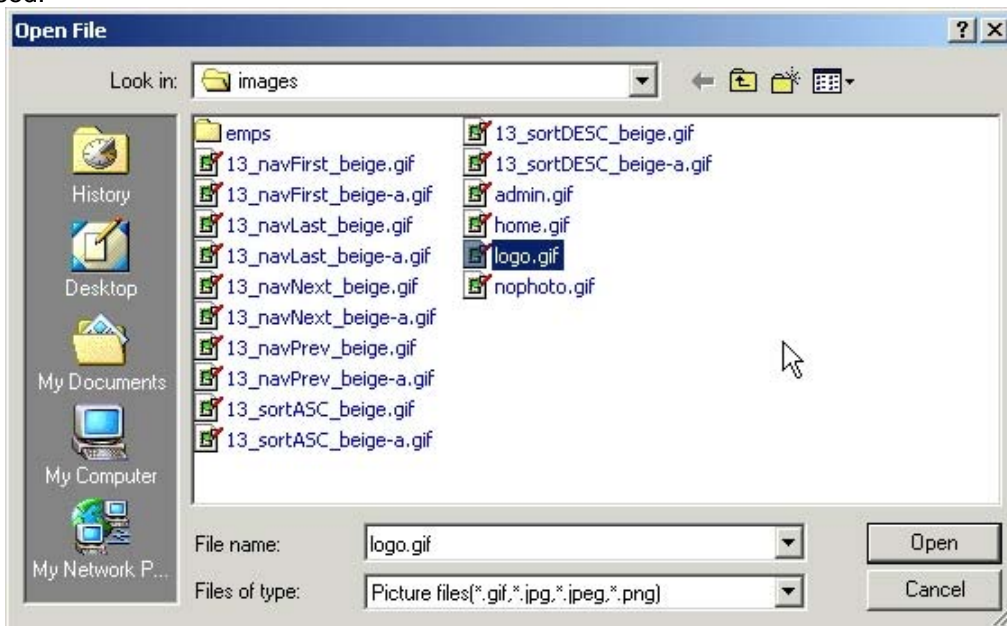 Open File
Look in: images
History
Desktop
My Documents
My Computer
My Network P...
emps
13_navFirst_beige.gif
13_navFirst_beige-a.gif
13_navLast_beige.gif
13_navLast_beige-a.gif
13_navNext_beige.gif
13_navNext_beige-a.gif
13_navPrev_beige.gif
13_navPrev_beige-a.gif
13_sortASC_beige.gif
13_sortASC_beige-a.gif
13_sortDESC_beige.gif
13_sortDESC_beige-a.gif
admin.gif
home.gif
logo.gif
nophoto.gif
File name: logo.gif Open
Files of type: Picture files(*.gif,*.jpg,*.jpeg,*.png) Cancel